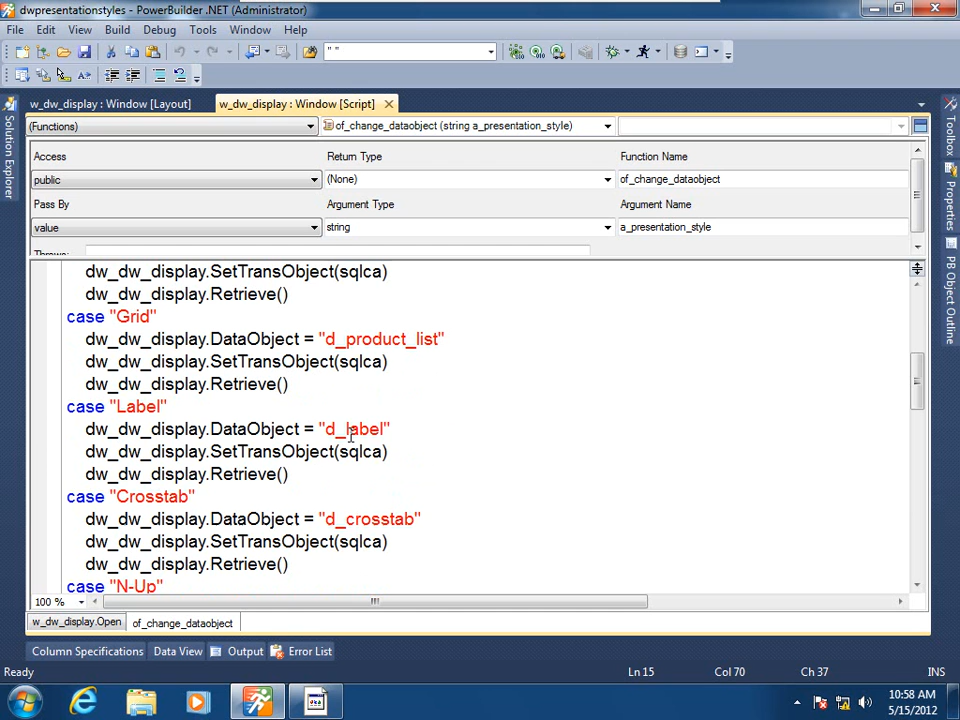 dwpresentationstyles - PowerBuilder .NET (Administrator)
File Edit View Build Debug Tools Window Help
" "
w_dw_display : Window [Layout] w_dw_display : Window [Script]
(Functions) of_change_dataobject (string a_presentation_style)
Access Return Type Function Name
public (None) of_change_dataobject
Pass By Argument Type Argument Name
value string a_presentation_style
Throws:
dw_dw_display.SetTransObject(sqlca)
dw_dw_display.Retrieve()
case "Grid"
dw_dw_display.DataObject = "d_product_list"
dw_dw_display.SetTransObject(sqlca)
dw_dw_display.Retrieve()
case "Label"
dw_dw_display.DataObject = "d_label"
dw_dw_display.SetTransObject(sqlca)
dw_dw_display.Retrieve()
case "Crosstab"
dw_dw_display.DataObject = "d_crosstab"
dw_dw_display.SetTransObject(sqlca)
dw_dw_display.Retrieve()
case "N-Up"
100 %
w_dw_display.Open of_change_dataobject
Column Specifications Data View Output Error List
Ready Ln 15 Col 70 Ch 37 INS
10:58 AM
5/15/2012
Solution Explorer
Toolbox
Properties
PB Object Outline